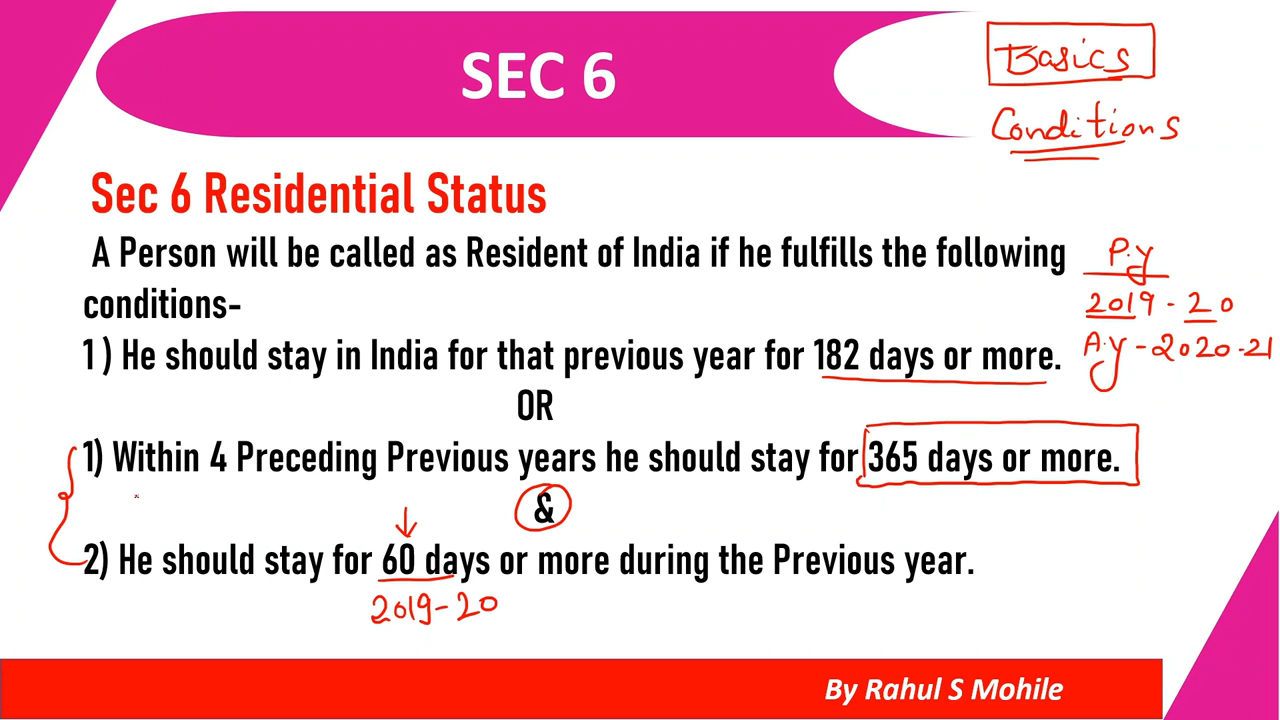 SEC 6
Basics
Conditions
Sec 6 Residential Status
A Person will be called as Resident of India if he fulfills the following
conditions-
P.y
2019 - 20
A.y - 2020-21
1 ) He should stay in India for that previous year for 182 days or more.
OR
1) Within 4 Preceding Previous years he should stay for 365 days or more.
&
2) He should stay for 60 days or more during the Previous year.
2019-20
By Rahul S Mohile